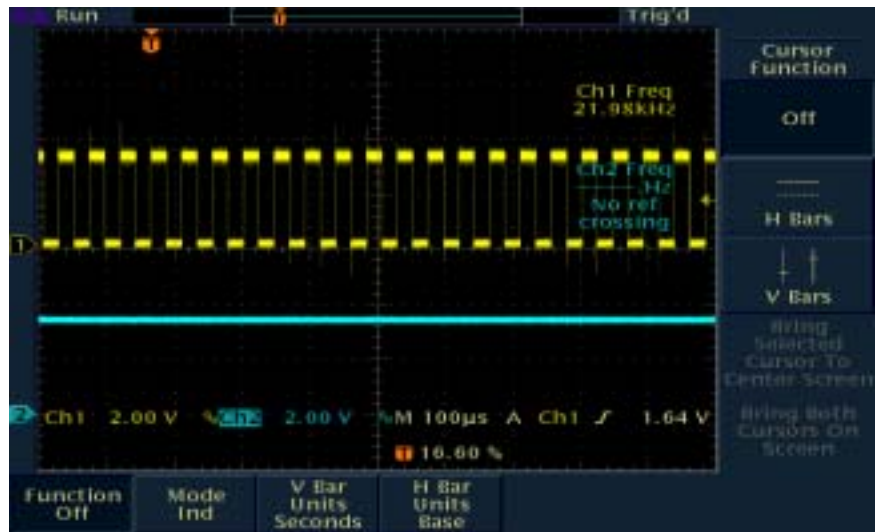 Run Trig'd
T
Cursor
Function
Off
Ch1 Freq
21.98kHz
Ch2 Freq
Hz
No ref
crossing
H Bars
V Bars
Bring
Selected
Cursor To
Center Screen
Bring Both
Cursors On
Screen
1
2
Ch1 2.00 V Ch2 2.00 V M 100µs A Ch1 1.64 V
T 16.60 %
Function
Off
Mode
Ind
V Bar
Units
Seconds
H Bar
Units
Base